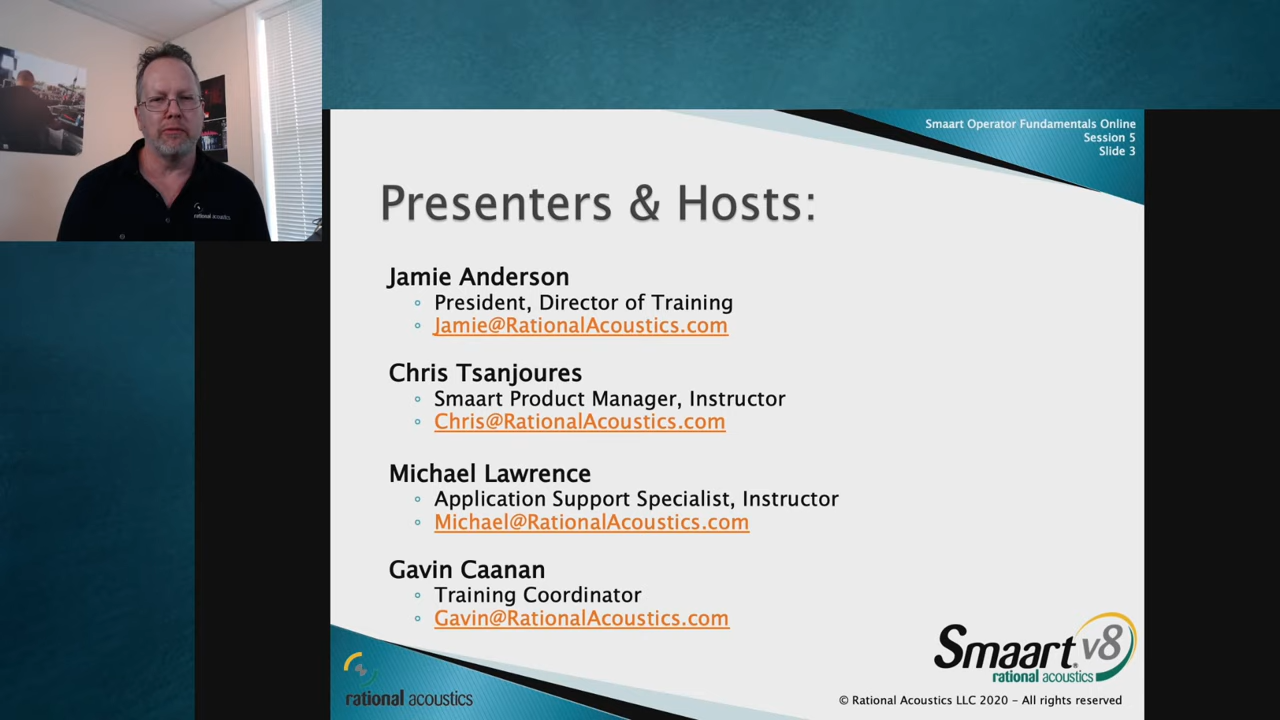 rational acoustics
Smaart Operator Fundamentals Online
Session 5
Slide 3
Presenters & Hosts:
Jamie Anderson
President, Director of Training
Jamie@RationalAcoustics.com
Chris Tsanjoures
Smaart Product Manager, Instructor
Chris@RationalAcoustics.com
Michael Lawrence
Application Support Specialist, Instructor
Michael@RationalAcoustics.com
Gavin Caanan
Training Coordinator
Gavin@RationalAcoustics.com
rational acoustics
Smaart® v8
rational acoustics
© Rational Acoustics LLC 2020 – All rights reserved